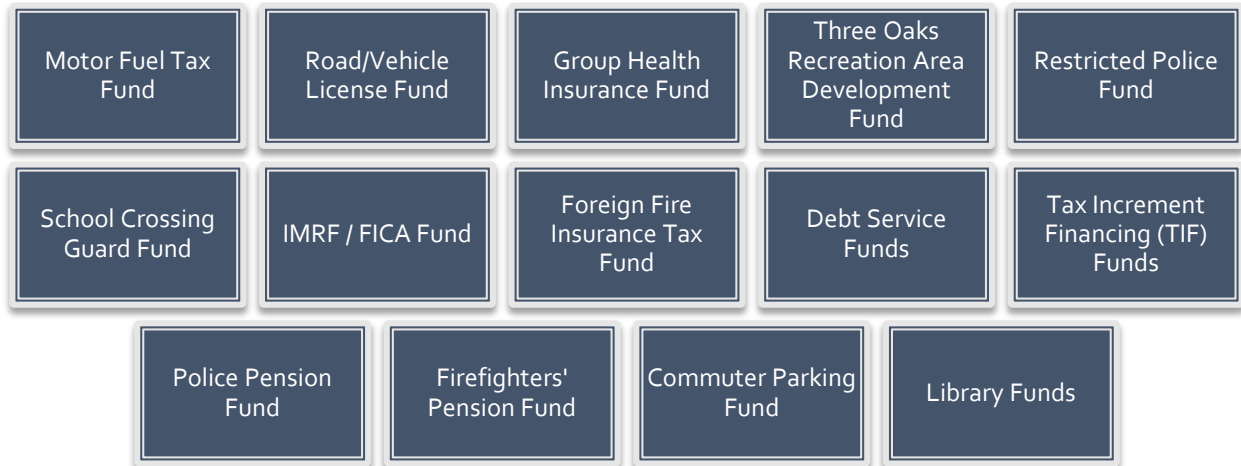 Motor Fuel Tax
Fund
Road/Vehicle
License Fund
Group Health
Insurance Fund
Three Oaks
Recreation Area
Development
Fund
Restricted Police
Fund
School Crossing
Guard Fund
IMRF / FICA Fund
Foreign Fire
Insurance Tax
Fund
Debt Service
Funds
Tax Increment
Financing (TIF)
Funds
Police Pension
Fund
Firefighters'
Pension Fund
Commuter Parking
Fund
Library Funds